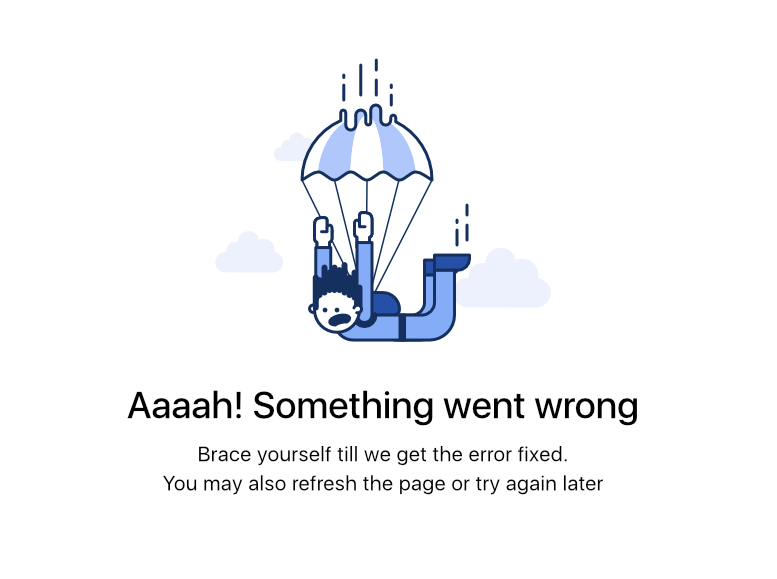 Aaaah! Something went wrong
Brace yourself till we get the error fixed.
You may also refresh the page or try again later